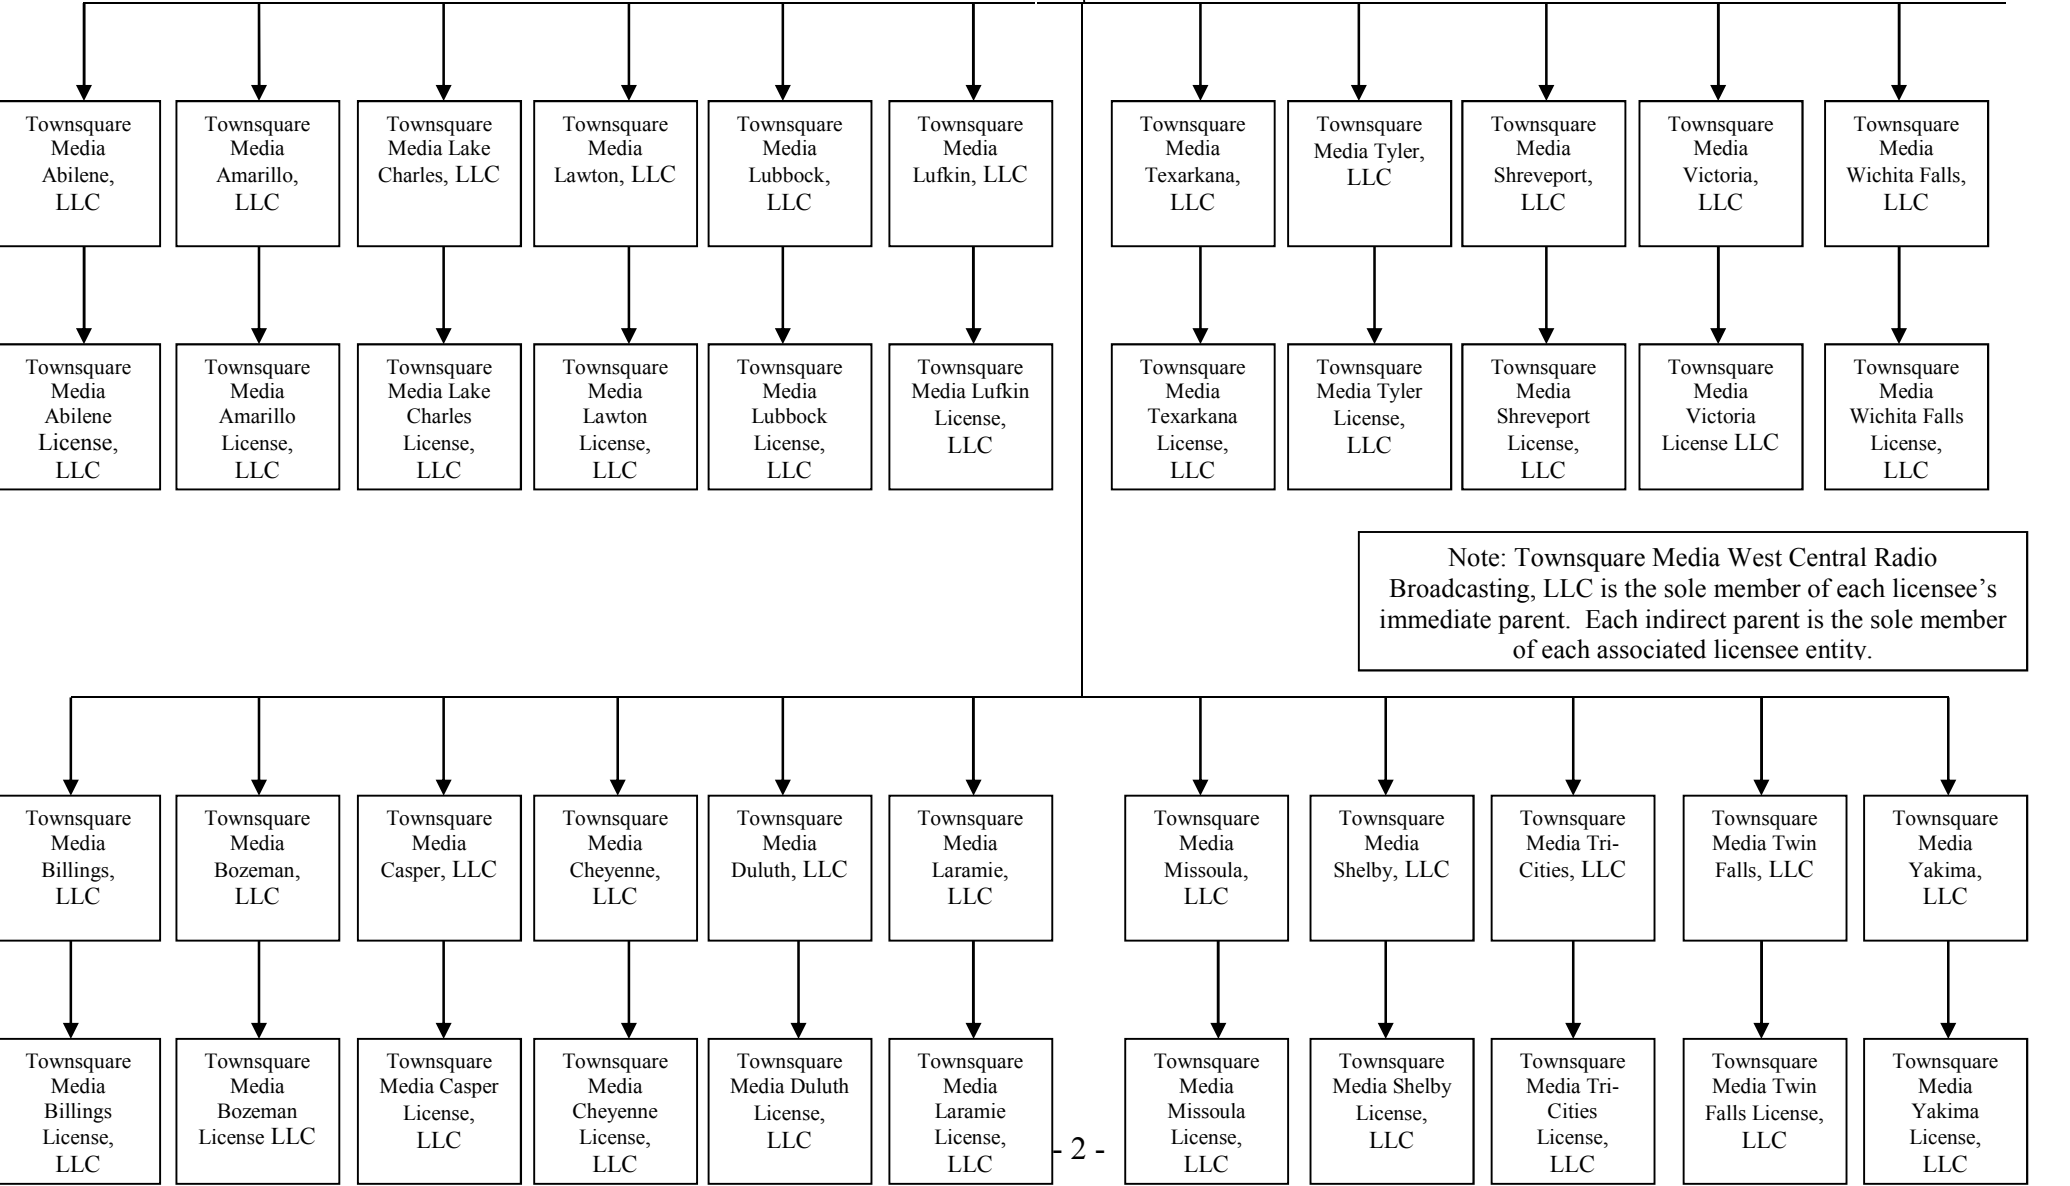 Townsquare
Media
Abilene,
LLC
Townsquare
Media
Amarillo,
LLC
Townsquare
Media Lake
Charles, LLC
Townsquare
Media
Lawton, LLC
Townsquare
Media
Lubbock,
LLC
Townsquare
Media
Lufkin, LLC
Townsquare
Media
Texarkana,
LLC
Townsquare
Media Tyler,
LLC
Townsquare
Media
Shreveport,
LLC
Townsquare
Media
Victoria,
LLC
Townsquare
Media
Wichita Falls,
LLC
Townsquare
Media
Abilene
License,
LLC
Townsquare
Media
Amarillo
License,
LLC
Townsquare
Media Lake
Charles
License,
LLC
Townsquare
Media
Lawton
License,
LLC
Townsquare
Media
Lubbock
License,
LLC
Townsquare
Media Lufkin
License,
LLC
Townsquare
Media
Texarkana
License,
LLC
Townsquare
Media Tyler
License,
LLC
Townsquare
Media
Shreveport
License,
LLC
Townsquare
Media
Victoria
License LLC
Townsquare
Media
Wichita Falls
License,
LLC
Note: Townsquare Media West Central Radio
Broadcasting, LLC is the sole member of each licensee’s
immediate parent.  Each indirect parent is the sole member
of each associated licensee entity.
Townsquare
Media
Billings,
LLC
Townsquare
Media
Bozeman,
LLC
Townsquare
Media
Casper, LLC
Townsquare
Media
Cheyenne,
LLC
Townsquare
Media
Duluth, LLC
Townsquare
Media
Laramie,
LLC
Townsquare
Media
Missoula,
LLC
Townsquare
Media
Shelby, LLC
Townsquare
Media Tri-
Cities, LLC
Townsquare
Media Twin
Falls, LLC
Townsquare
Media
Yakima,
LLC
Townsquare
Media
Billings
License,
LLC
Townsquare
Media
Bozeman
License LLC
Townsquare
Media Casper
License,
LLC
Townsquare
Media
Cheyenne
License,
LLC
Townsquare
Media Duluth
License,
LLC
Townsquare
Media
Laramie
License,
LLC
Townsquare
Media
Missoula
License,
LLC
Townsquare
Media Shelby
License,
LLC
Townsquare
Media Tri-
Cities
License,
LLC
Townsquare
Media Twin
Falls License,
LLC
Townsquare
Media
Yakima
License,
LLC
- 2 -